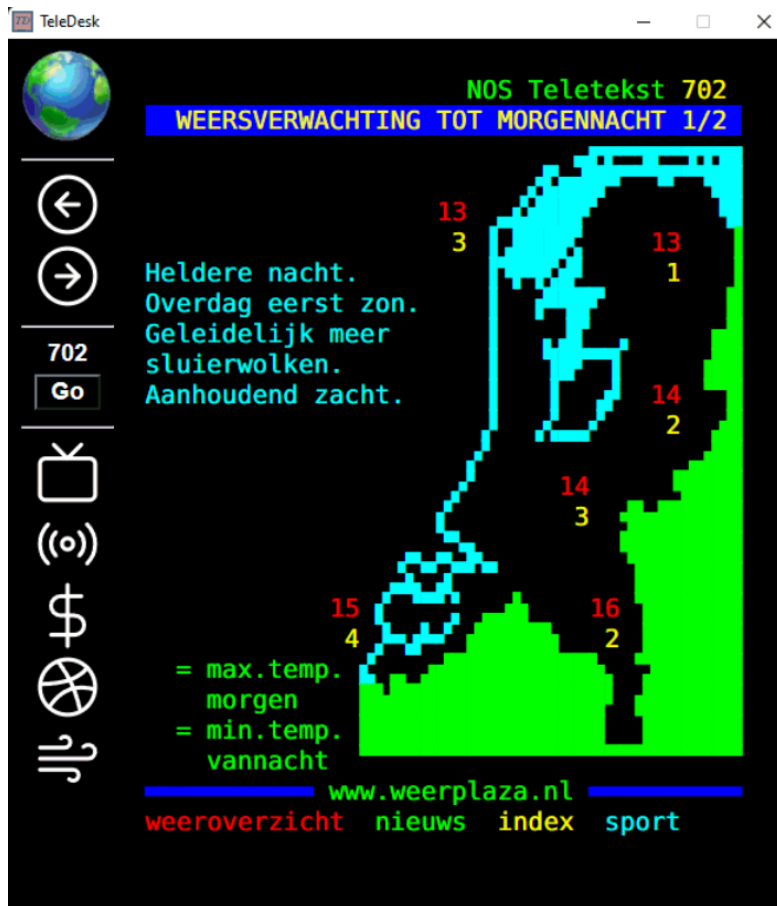 TeleDesk
NOS Teletekst 702
WEERSVERWACHTING TOT MORGENNACHT 1/2
13
3
13
1
Heldere nacht.
Overdag eerst zon.
Geleidelijk meer
sluierwolken.
Aanhoudend zacht.
702
Go
14
2
14
3
15
4
16
2
= max.temp.
morgen
= min.temp.
vannacht
www.weerplaza.nl
weeroverzicht nieuws index sport